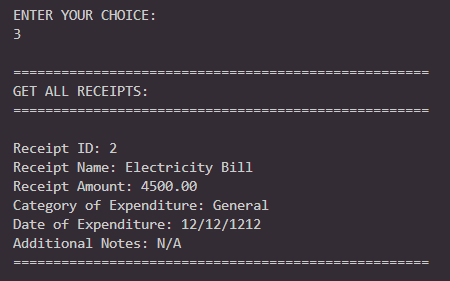 ENTER YOUR CHOICE:
3
====================================================
GET ALL RECEIPTS:
====================================================
Receipt ID: 2
Receipt Name: Electricity Bill
Receipt Amount: 4500.00
Category of Expenditure: General
Date of Expenditure: 12/12/1212
Additional Notes: N/A
====================================================